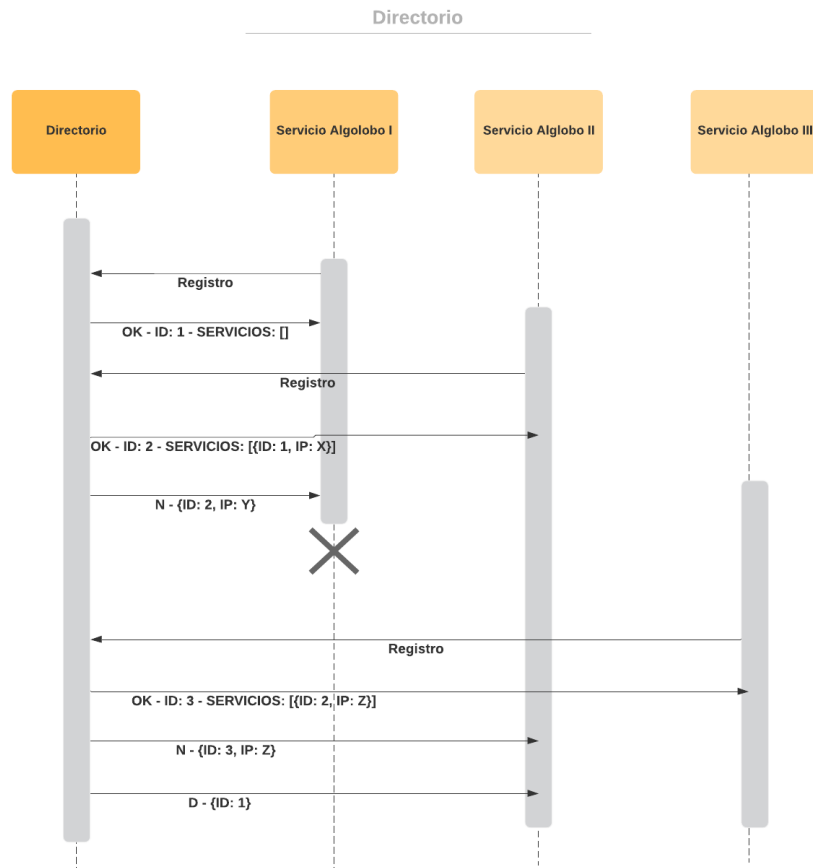 Directorio
Directorio
Servicio Algolobo I
Servicio Alglobo II
Servicio Alglobo III
Registro
OK - ID: 1 - SERVICIOS: []
Registro
OK - ID: 2 - SERVICIOS: [{ID: 1, IP: X}]
N - {ID: 2, IP: Y}
Registro
OK - ID: 3 - SERVICIOS: [{ID: 2, IP: Z}]
N - {ID: 3, IP: Z}
D - {ID: 1}